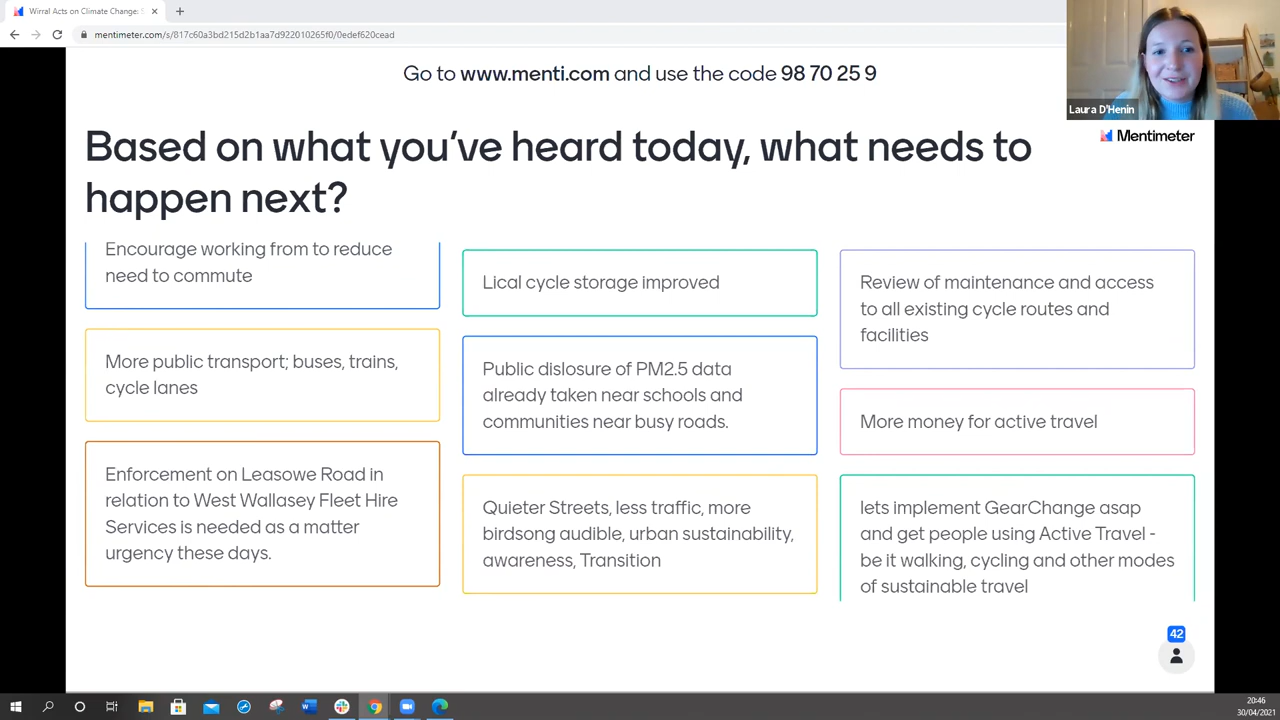 Wirral Acts on Climate Change: S
mentimeter.com/s/817c60a3bd215d2b1aa7d922010265f0/0edef620cead
Go to www.menti.com and use the code 98 70 25 9
Laura D'Henin
Mentimeter
Based on what you've heard today, what needs to
happen next?
Encourage working from to reduce
need to commute
More public transport; buses, trains,
cycle lanes
Enforcement on Leasowe Road in
relation to West Wallasey Fleet Hire
Services is needed as a matter
urgency these days.
Lical cycle storage improved
Public dislosure of PM2.5 data
already taken near schools and
communities near busy roads.
Quieter Streets, less traffic, more
birdsong audible, urban sustainability,
awareness, Transition
Review of maintenance and access
to all existing cycle routes and
facilities
More money for active travel
lets implement GearChange asap
and get people using Active Travel -
be it walking, cycling and other modes
of sustainable travel
42
20:46
30/04/2021